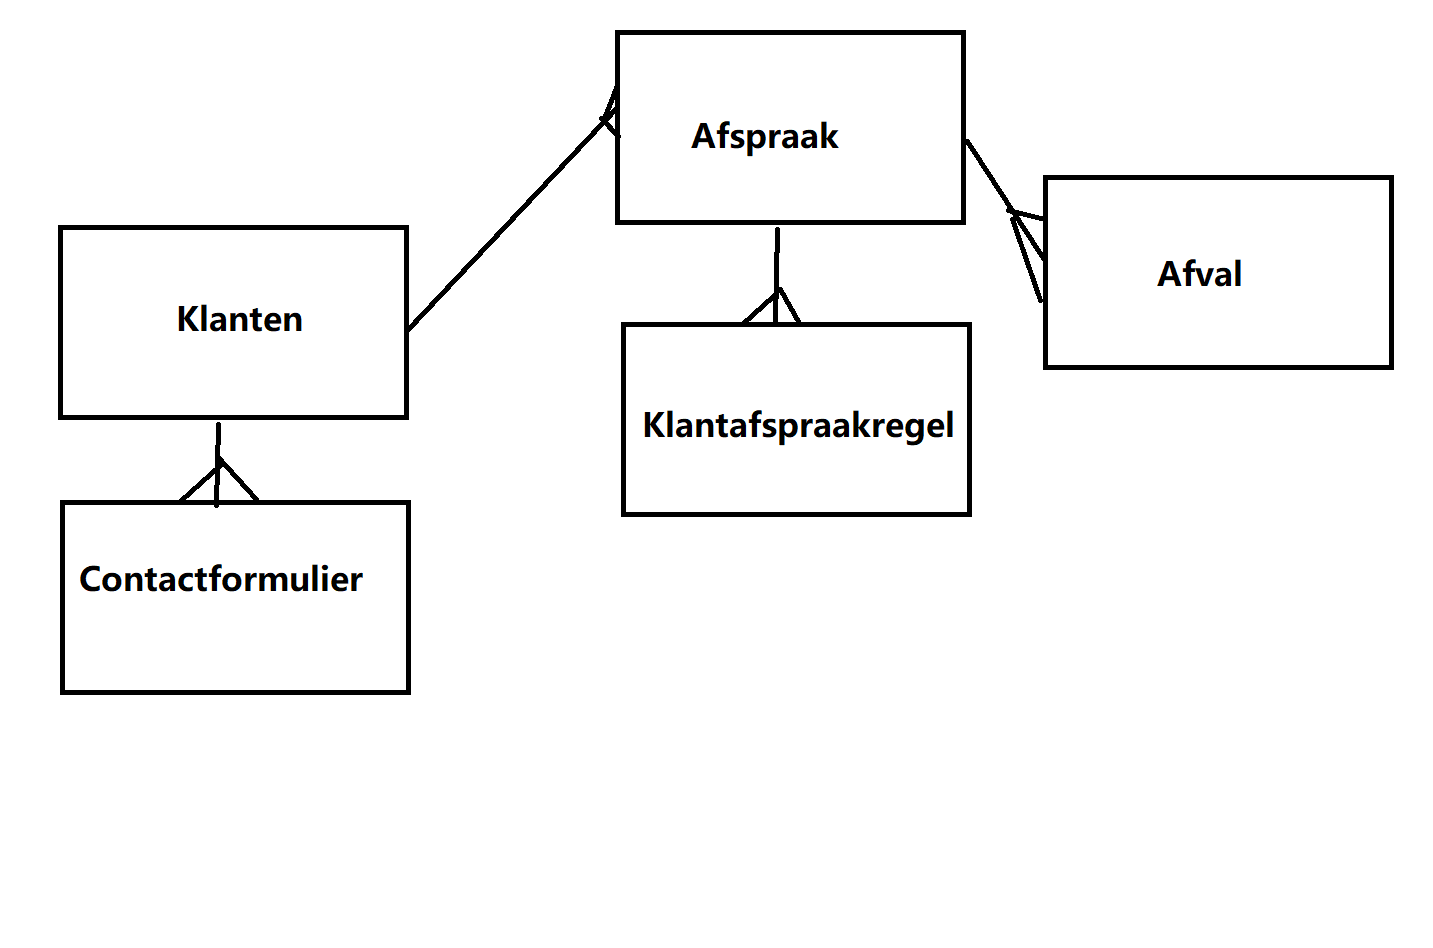 Afspraak
Afval
Klanten
Klantafspraakregel
Contactformulier